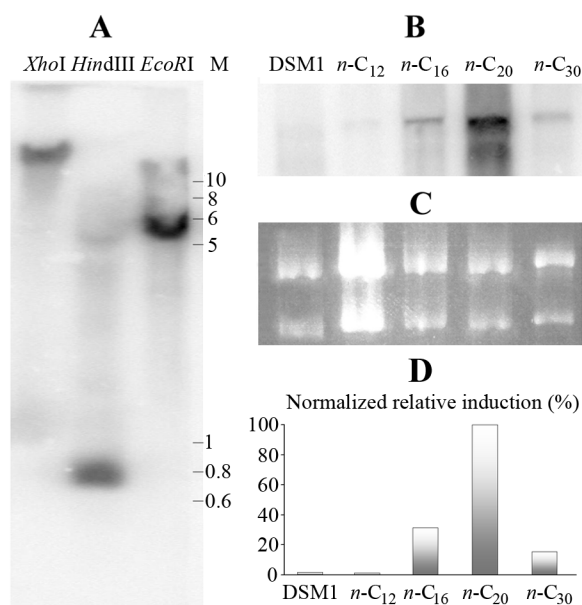 A
XhoI HindIII EcoRI M
10
8
6
5
1
0.8
0.6
B
DSM1 n-C12 n-C16 n-C20 n-C30
C
D
Normalized relative induction (%)
100
80
60
40
20
0
DSM1 n-C12 n-C16 n-C20 n-C30